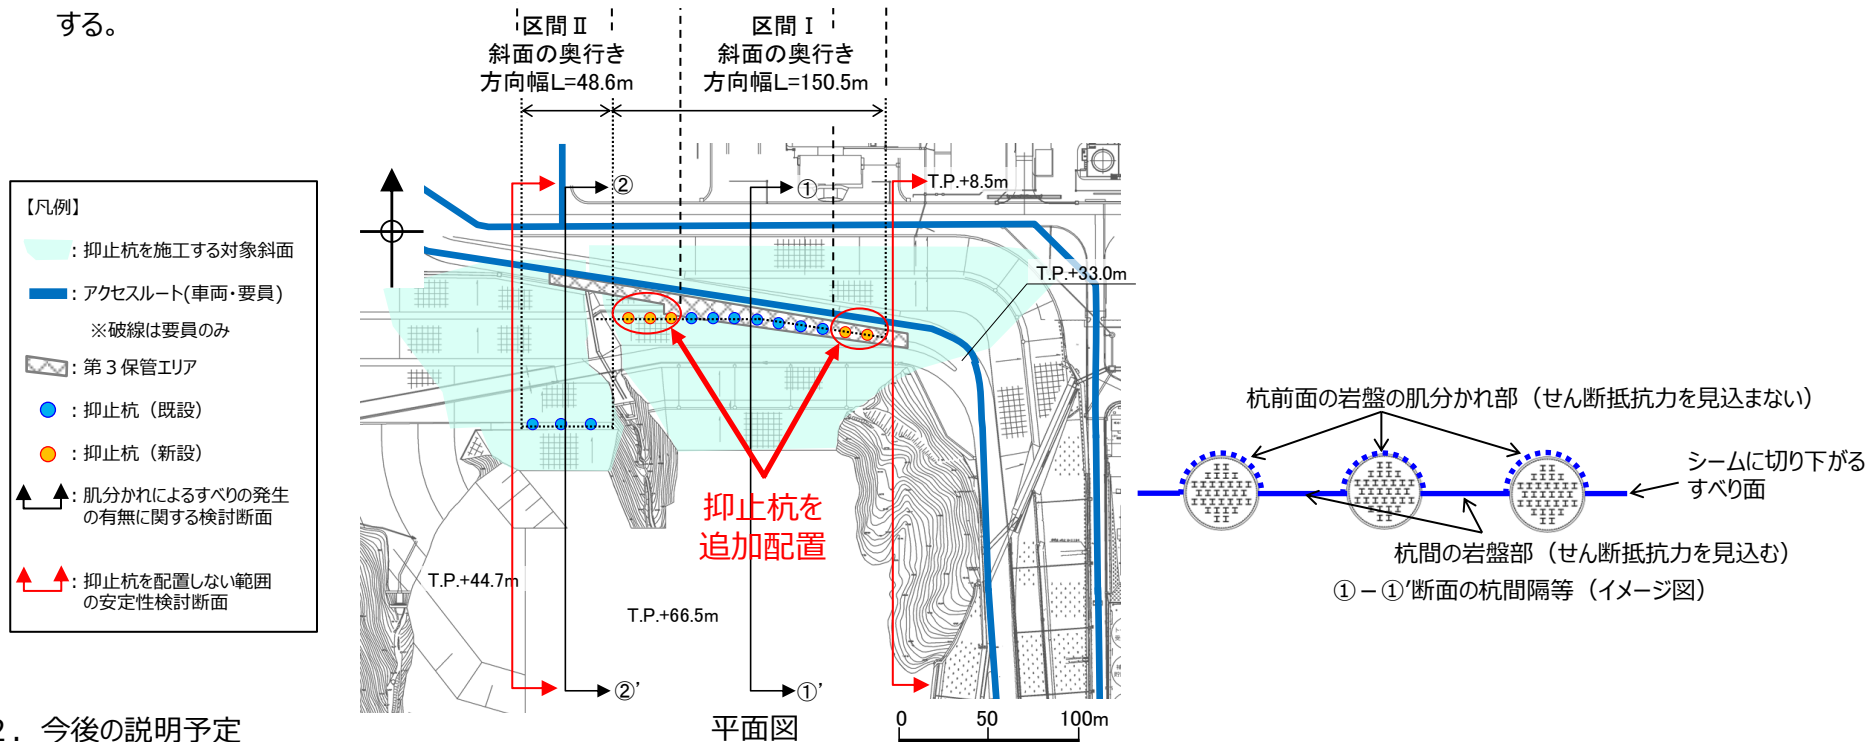 する。
区間Ⅱ
斜面の奥行き
方向幅L=48.6m
区間Ⅰ
斜面の奥行き
方向幅L=150.5m
【凡例】
：抑止杭を施工する対象斜面
：アクセスルート(車両・要員)
※破線は要員のみ
：第３保管エリア
：抑止杭（既設）
：抑止杭（新設）
：肌分かれによるすべりの発生
の有無に関する検討断面
：抑止杭を配置しない範囲
の安定性検討断面
②
①
T.P.+8.5m
T.P.+33.0m
抑止杭を
追加配置
T.P.+44.7m
T.P.+66.5m
②’
①’
平面図
0 50 100m
杭前面の岩盤の肌分かれ部（せん断抵抗力を見込まない）
シームに切り下がる
すべり面
杭間の岩盤部（せん断抵抗力を見込む）
①－①’断面の杭間隔等（イメージ図）
２．今後の説明予定